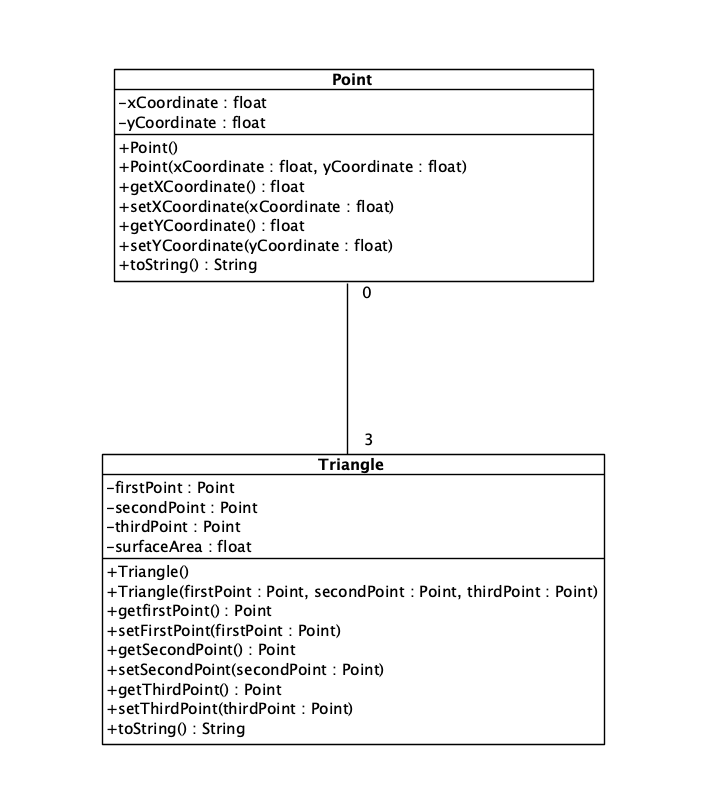 Point
-xCoordinate : float
-yCoordinate : float
+Point()
+Point(xCoordinate : float, yCoordinate : float)
+getXCoordinate() : float
+setXCoordinate(xCoordinate : float)
+getYCoordinate() : float
+setYCoordinate(yCoordinate : float)
+toString() : String
0
3
Triangle
-firstPoint : Point
-secondPoint : Point
-thirdPoint : Point
-surfaceArea : float
+Triangle()
+Triangle(firstPoint : Point, secondPoint : Point, thirdPoint : Point)
+getfirstPoint() : Point
+setFirstPoint(firstPoint : Point)
+getSecondPoint() : Point
+setSecondPoint(secondPoint : Point)
+getThirdPoint() : Point
+setThirdPoint(thirdPoint : Point)
+toString() : String